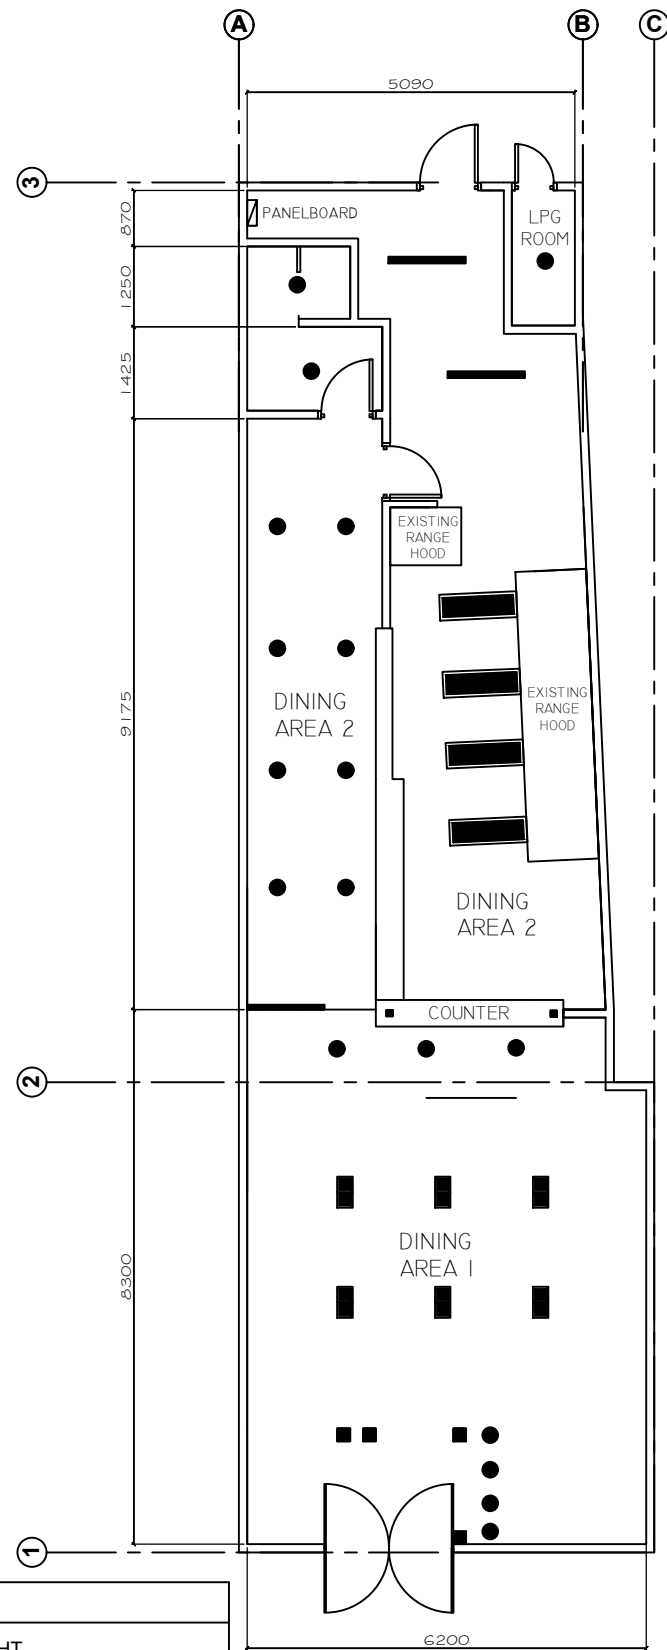 A
B
C
5090
3
870
PANELBOARD
LPG
ROOM
1250
1425
EXISTING
RANGE
HOOD
9175
DINING
AREA 2
EXISTING
RANGE
HOOD
DINING
AREA 2
COUNTER
2
DINING
AREA 1
8300
1
6200